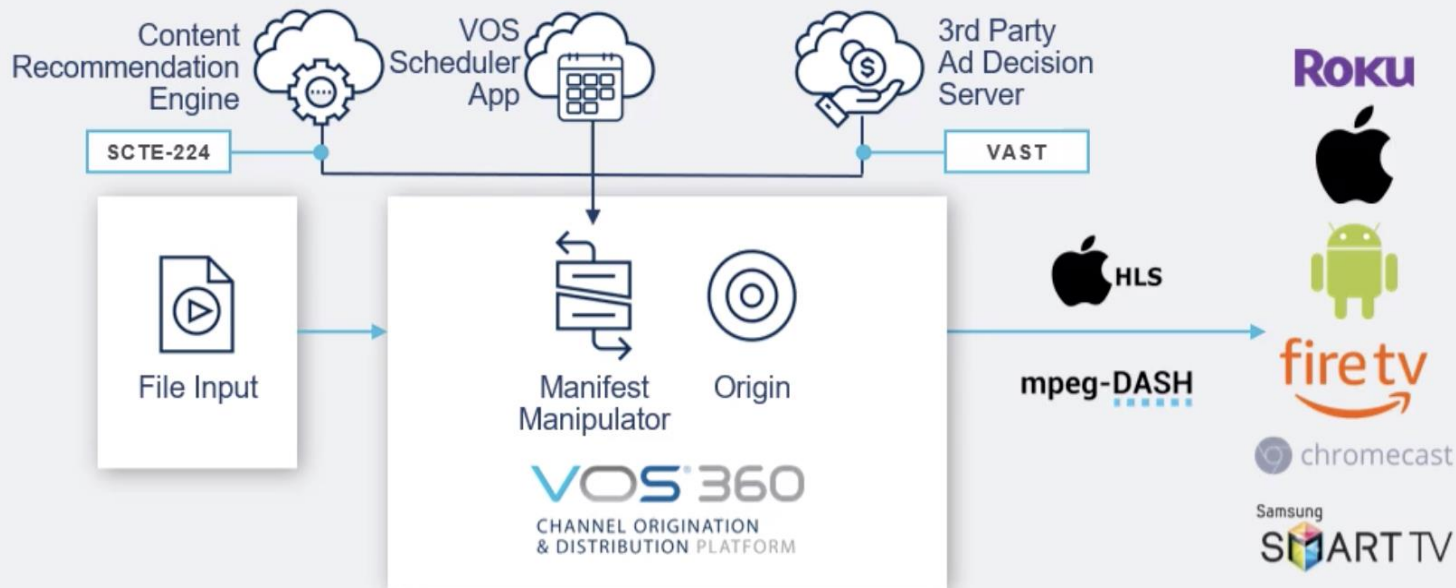 Content
Recommendation
Engine
VOS
Scheduler
App
3rd Party
Ad Decision
Server
SCTE-224
VAST
File Input
Manifest
Manipulator
Origin
VOS® 360
CHANNEL ORIGINATION
& DISTRIBUTION PLATFORM
HLS
mpeg-DASH
ROKU
fire tv
chromecast
Samsung
SMART TV